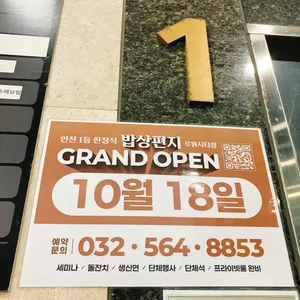 1
인천 1등 한정식 밥상편지 루원시티점
GRAND OPEN
10월 18일
예약 문의 032·564·8853
세미나 / 돌잔치 / 생신연 / 단체행사 / 단체석 / 프라이빗룸 완비